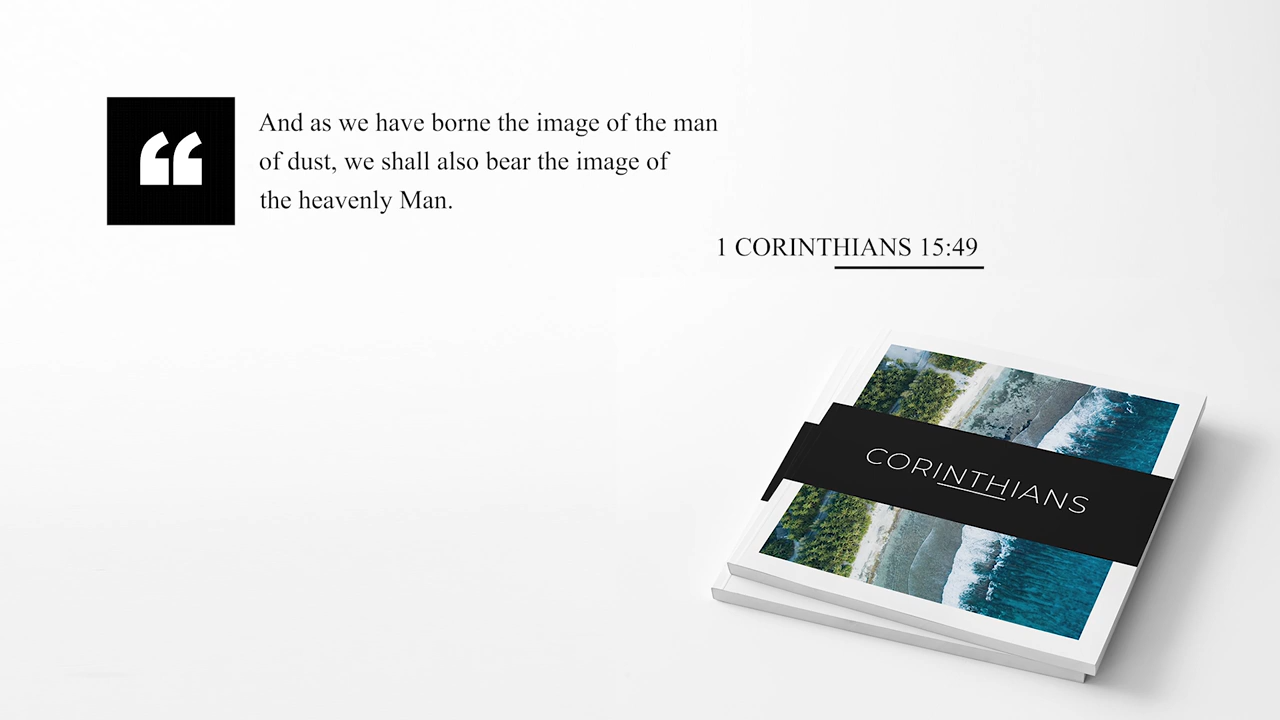 “
And as we have borne the image of the man
of dust, we shall also bear the image of
the heavenly Man.
1 CORINTHIANS 15:49
CORINTHIANS